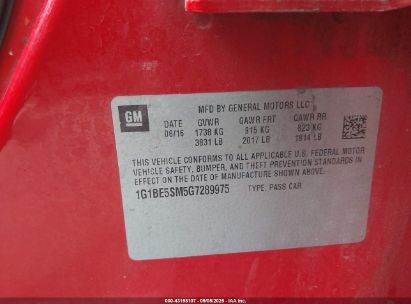 MFD BY GENERAL MOTORS LLC
GM
DATE GVWR GAWR FRT GAWR RR
06/16 1738 KG 915 KG 823 KG
3831 LB 2017 LB 1814 LB
THIS VEHICLE CONFORMS TO ALL APPLICABLE U.S. FEDERAL MOTOR
VEHICLE SAFETY, BUMPER, AND THEFT PREVENTION STANDARDS IN
EFFECT ON THE DATE OF MANUFACTURE SHOWN ABOVE.
1G1BE5SM5G7289975 TYPE: PASS CAR